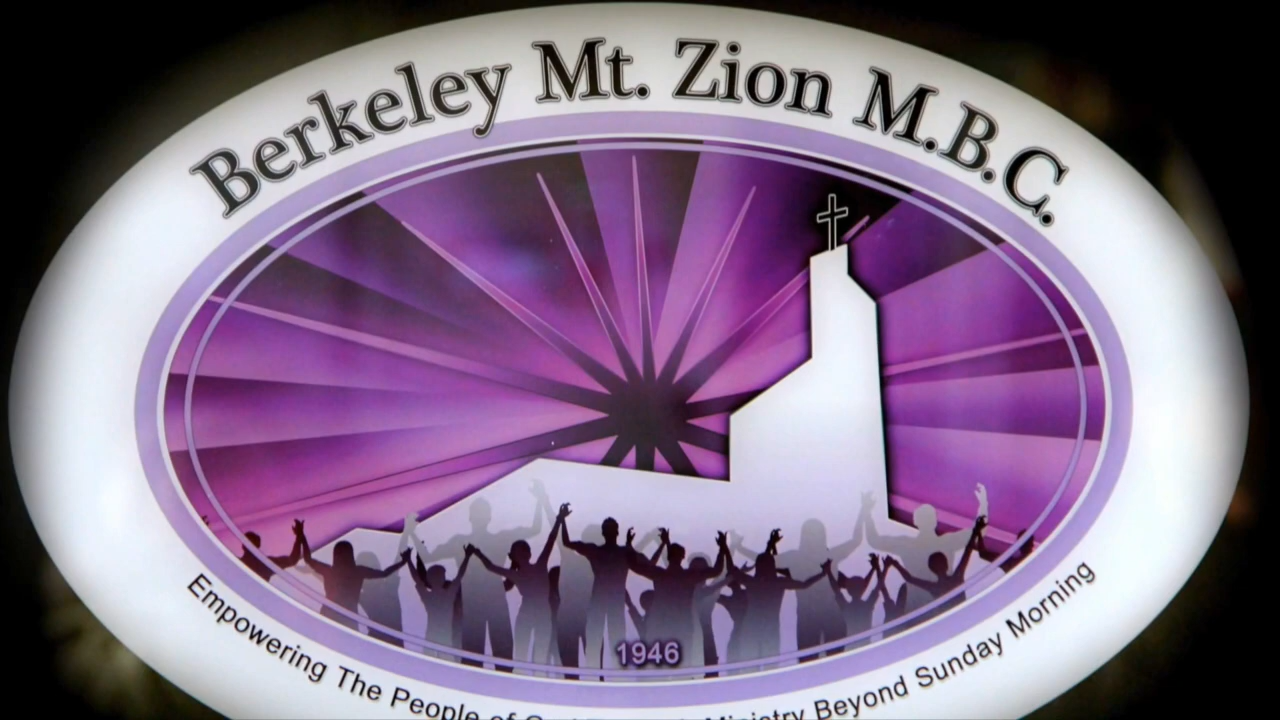 Berkeley Mt. Zion M.B.C.
1946
Empowering The People of Ministry Beyond Sunday Morning